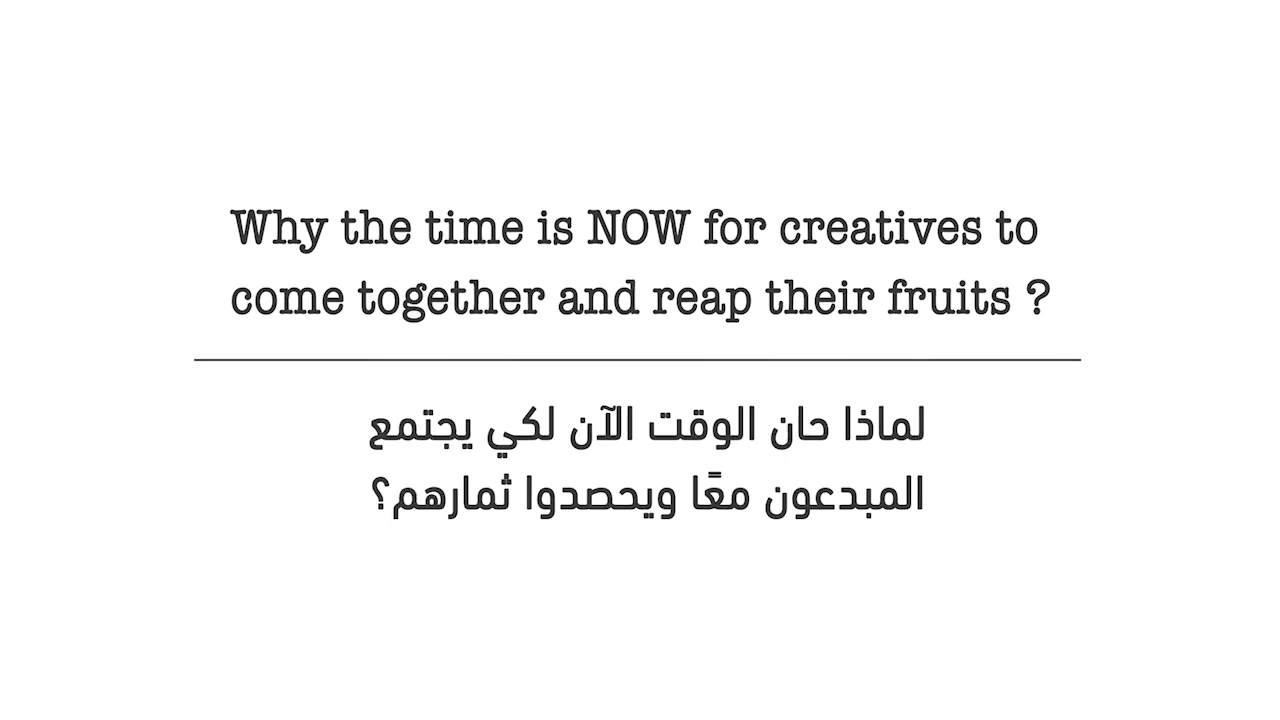 Why the time is NOW for creatives to
come together and reap their fruits ?
لماذا حان الوقت الآن لكي يجتمع
المبدعون معًا ويحصدوا ثمارهم؟